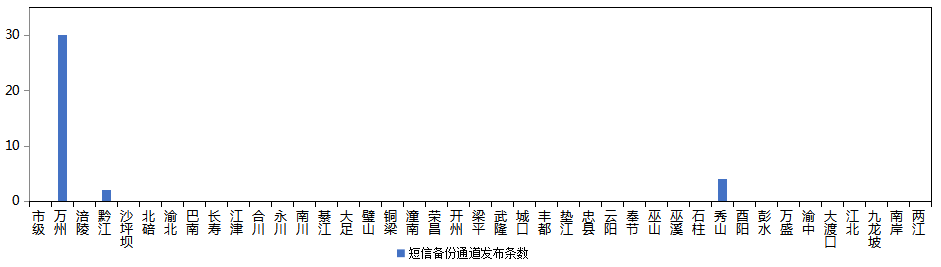 30
20
10
0
市级 万州 涪陵 黔江 沙坪坝 北碚 渝北 巴南 长寿 江津 合川 永川 南川 綦江 大足 璧山 铜梁 潼南 荣昌 开州 梁平 武隆 城口 丰都 垫江 忠县 云阳 奉节 巫山 巫溪 石柱 秀山 酉阳 彭水 万盛 渝中 大渡口 江北 九龙坡 南岸 两江
短信备份通道发布条数